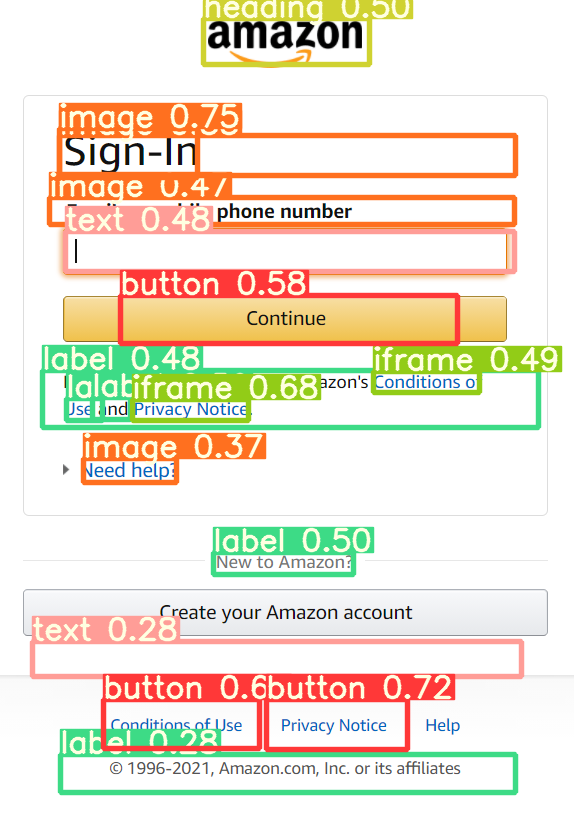 heading 0.50
amazon
image 0.75
Sign-In
image 0.47
phone number
text 0.48
button 0.58
Continue
label 0.48
iframe 0.49
azon's Conditions of
iframe 0.68
Use and Privacy Notice.
image 0.37
Need help?
label 0.50
New to Amazon?
Create your Amazon account
text 0.28
button 0.6
button 0.72
Conditions of Use Privacy Notice Help
label 0.28
© 1996-2021, Amazon.com, Inc. or its affiliates